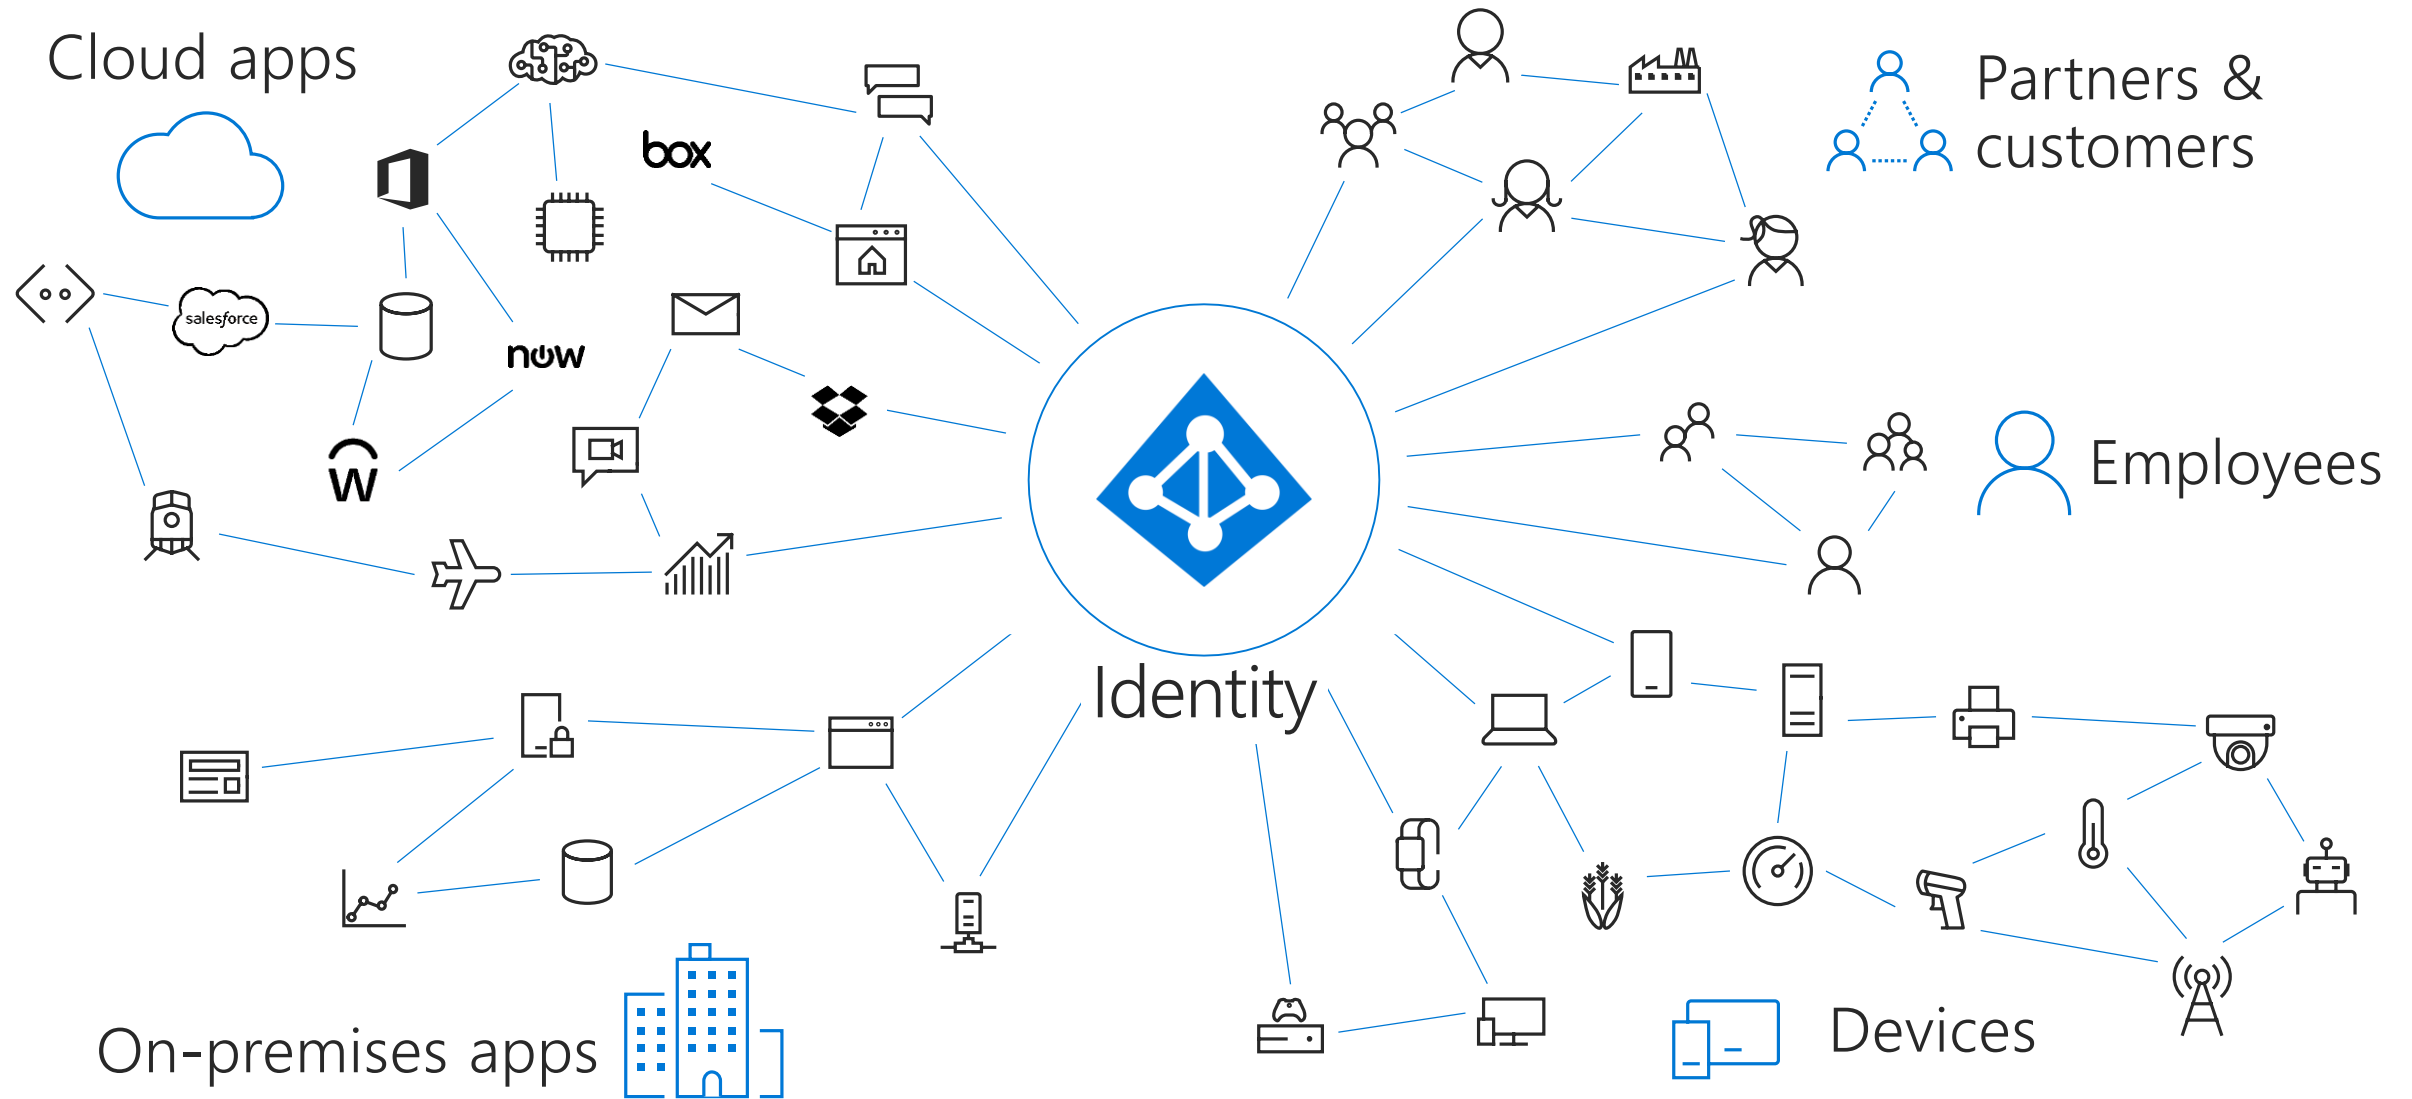 Cloud apps
box
salesforce
now
W
Partners &
customers
Employees
Identity
On-premises apps
Devices